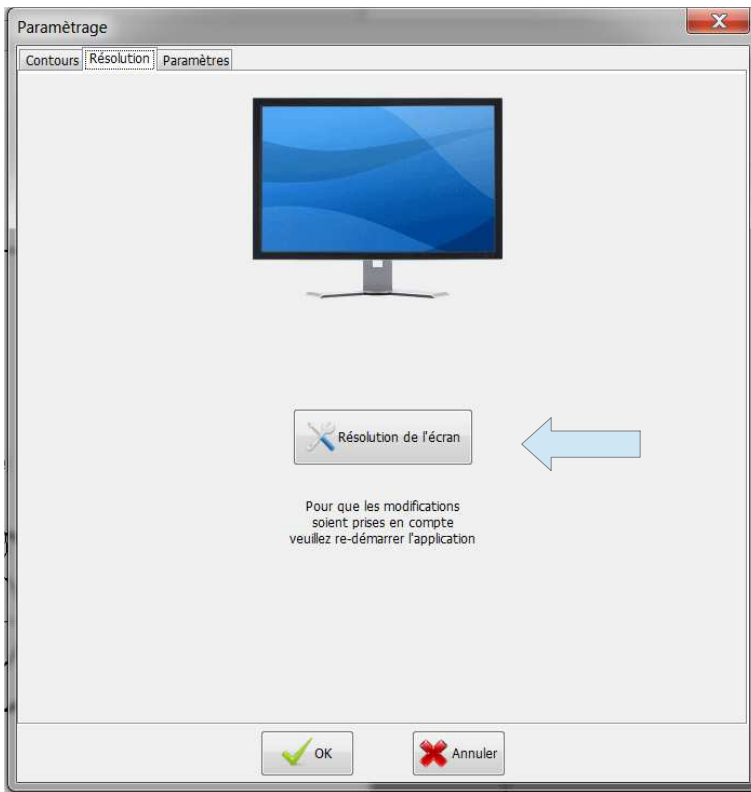 Paramètrage
X
Contours Résolution Paramètres
Résolution de l'écran
Pour que les modifications
soient prises en compte
veuillez re-démarrer l'application
OK Annuler